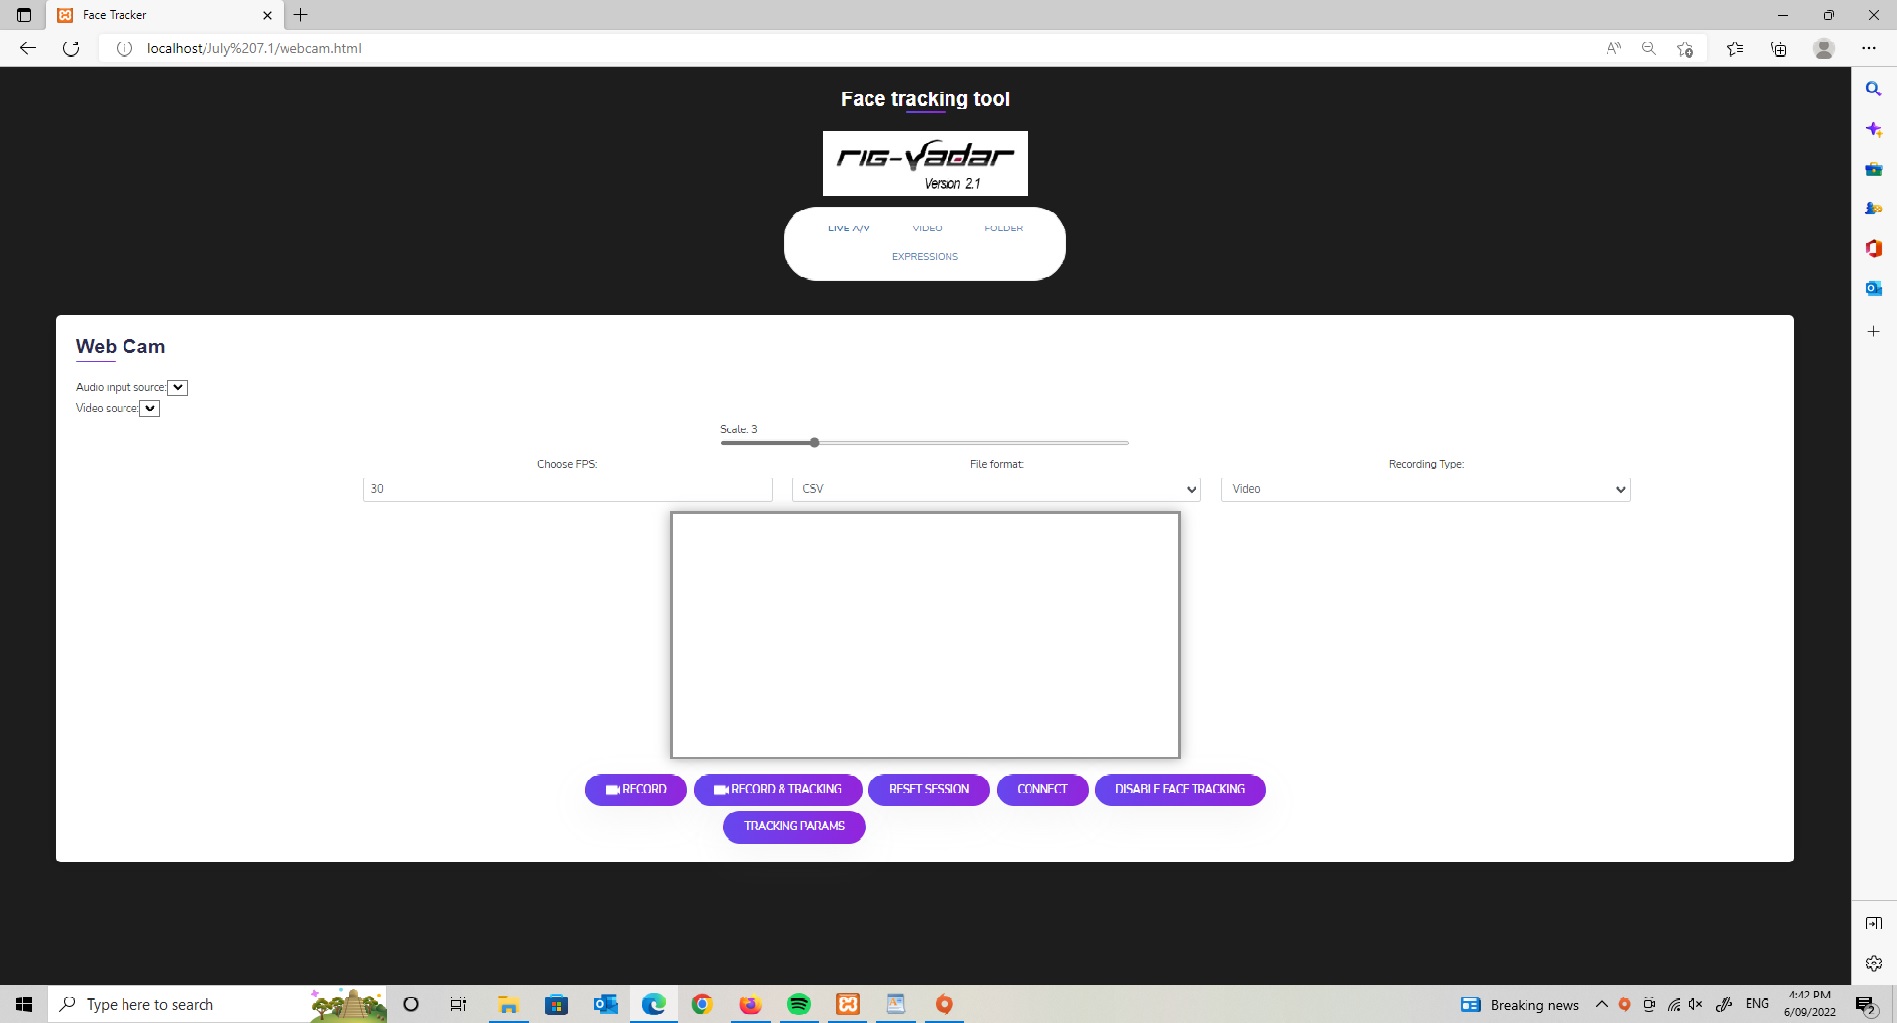 Face Tracker
localhost/July%207.1/webcam.html
Face tracking tool
rig-Vadar
Version 2.1
LIVE A/V VIDEO FOLDER
EXPRESSIONS
Web Cam
Audio input source:
Video source:
Scale: 3
Choose FPS: File format: Recording Type:
30 CSV Video
RECORD RECORD & TRACKING RESET SESSION CONNECT DISABLE FACE TRACKING
TRACKING PARAMS
Type here to search
Breaking news
ENG
4:42 PM
6/09/2022
2